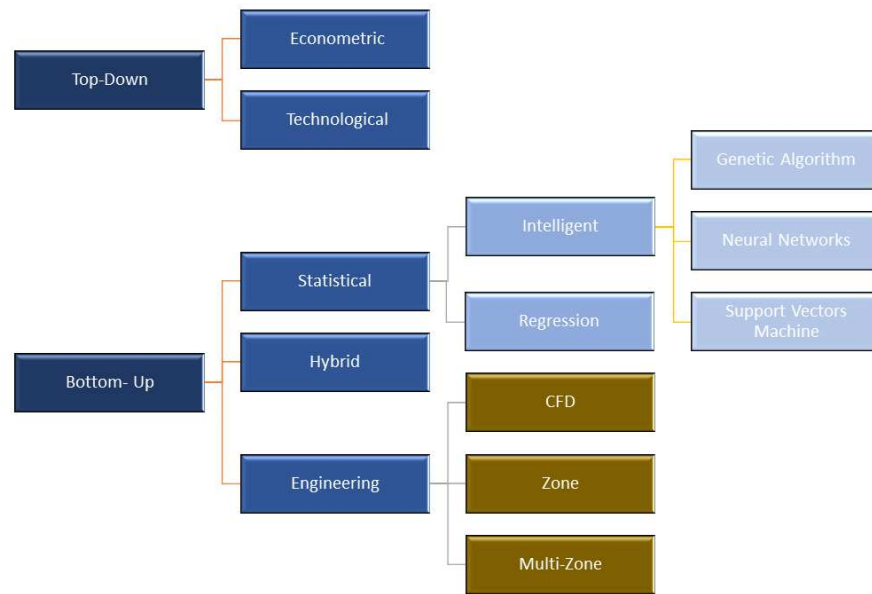 Top-Down
Econometric
Technological
Bottom- Up
Statistical
Hybrid
Engineering
Intelligent
Regression
CFD
Zone
Multi-Zone
Genetic Algorithm
Neural Networks
Support Vectors
Machine